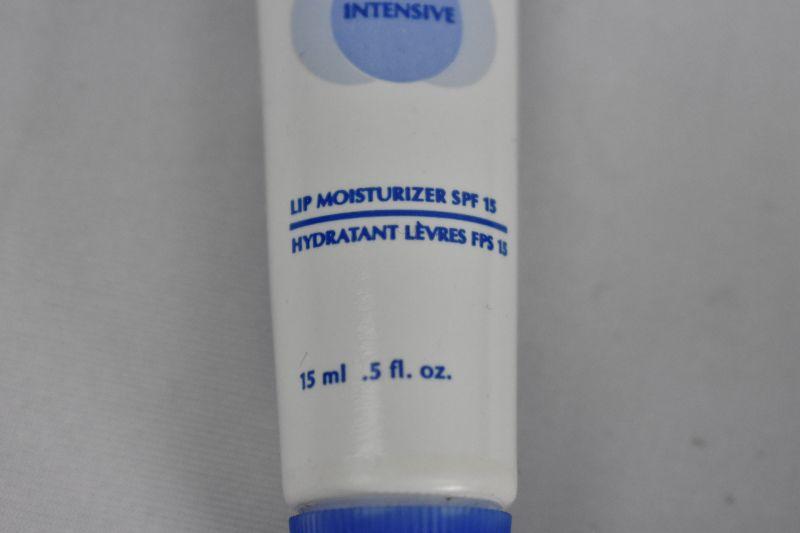 INTENSIVE
LIP MOISTURIZER SPF 15
HYDRATANT LÈVRES FPS 15
15 ml .5 fl. oz.